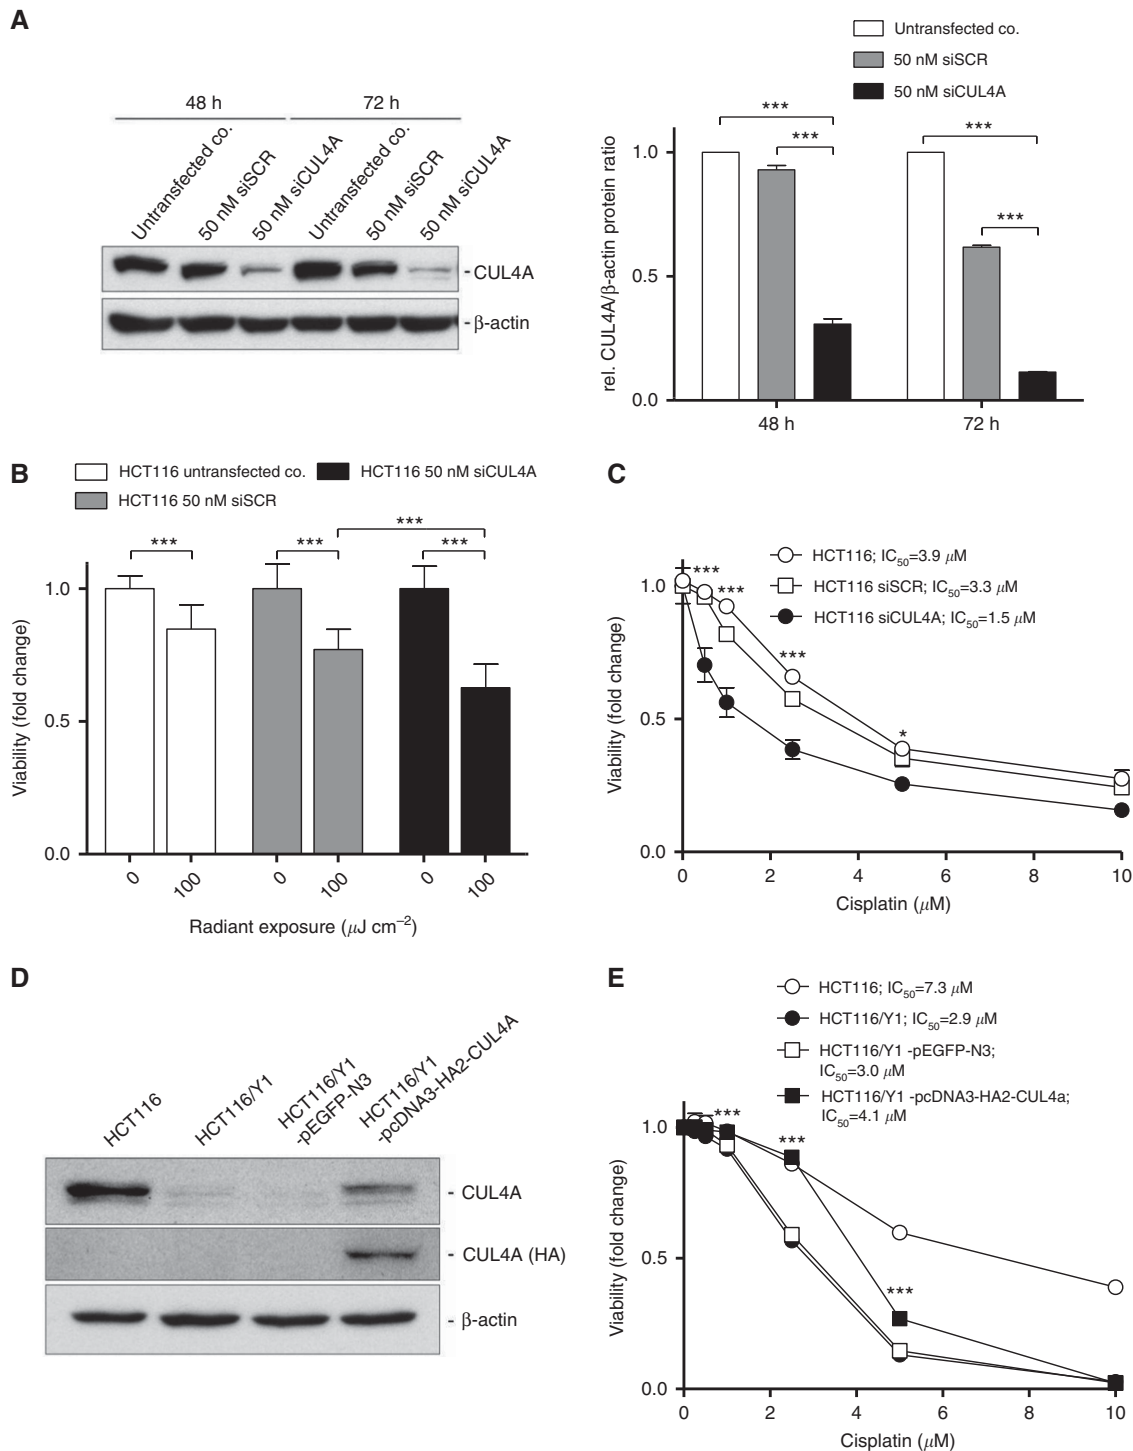 A
48 h
72 h
Untransfected co.
50 nM siSCR
50 nM siCUL4A
Untransfected co.
50 nM siSCR
50 nM siCUL4A
- CUL4A
- β-actin
Untransfected co.
50 nM siSCR
50 nM siCUL4A
rel. CUL4A/β-actin protein ratio
1.0
0.5
0.0
***
***
***
***
48 h
72 h
B
HCT116 untransfected co.
HCT116 50 nM siCUL4A
HCT116 50 nM siSCR
Viability (fold change)
1.0
0.5
0.0
***
***
***
***
0
100
0
100
0
100
Radiant exposure (μJ cm⁻²)
C
HCT116; IC₅₀=3.9 μM
HCT116 siSCR; IC₅₀=3.3 μM
HCT116 siCUL4A; IC₅₀=1.5 μM
Viability (fold change)
1.0
0.5
0.0
***
***
***
*
0 2 4 6 8 10
Cisplatin (μM)
D
HCT116
HCT116/Y1
HCT116/Y1
-pEGFP-N3
HCT116/Y1
-pcDNA3-HA2-CUL4A
- CUL4A
- CUL4A (HA)
- β-actin
E
HCT116; IC₅₀=7.3 μM
HCT116/Y1; IC₅₀=2.9 μM
HCT116/Y1 -pEGFP-N3;
IC₅₀=3.0 μM
HCT116/Y1 -pcDNA3-HA2-CUL4a;
IC₅₀=4.1 μM
Viability (fold change)
1.0
0.5
0.0
***
***
***
0 2 4 6 8 10
Cisplatin (μM)